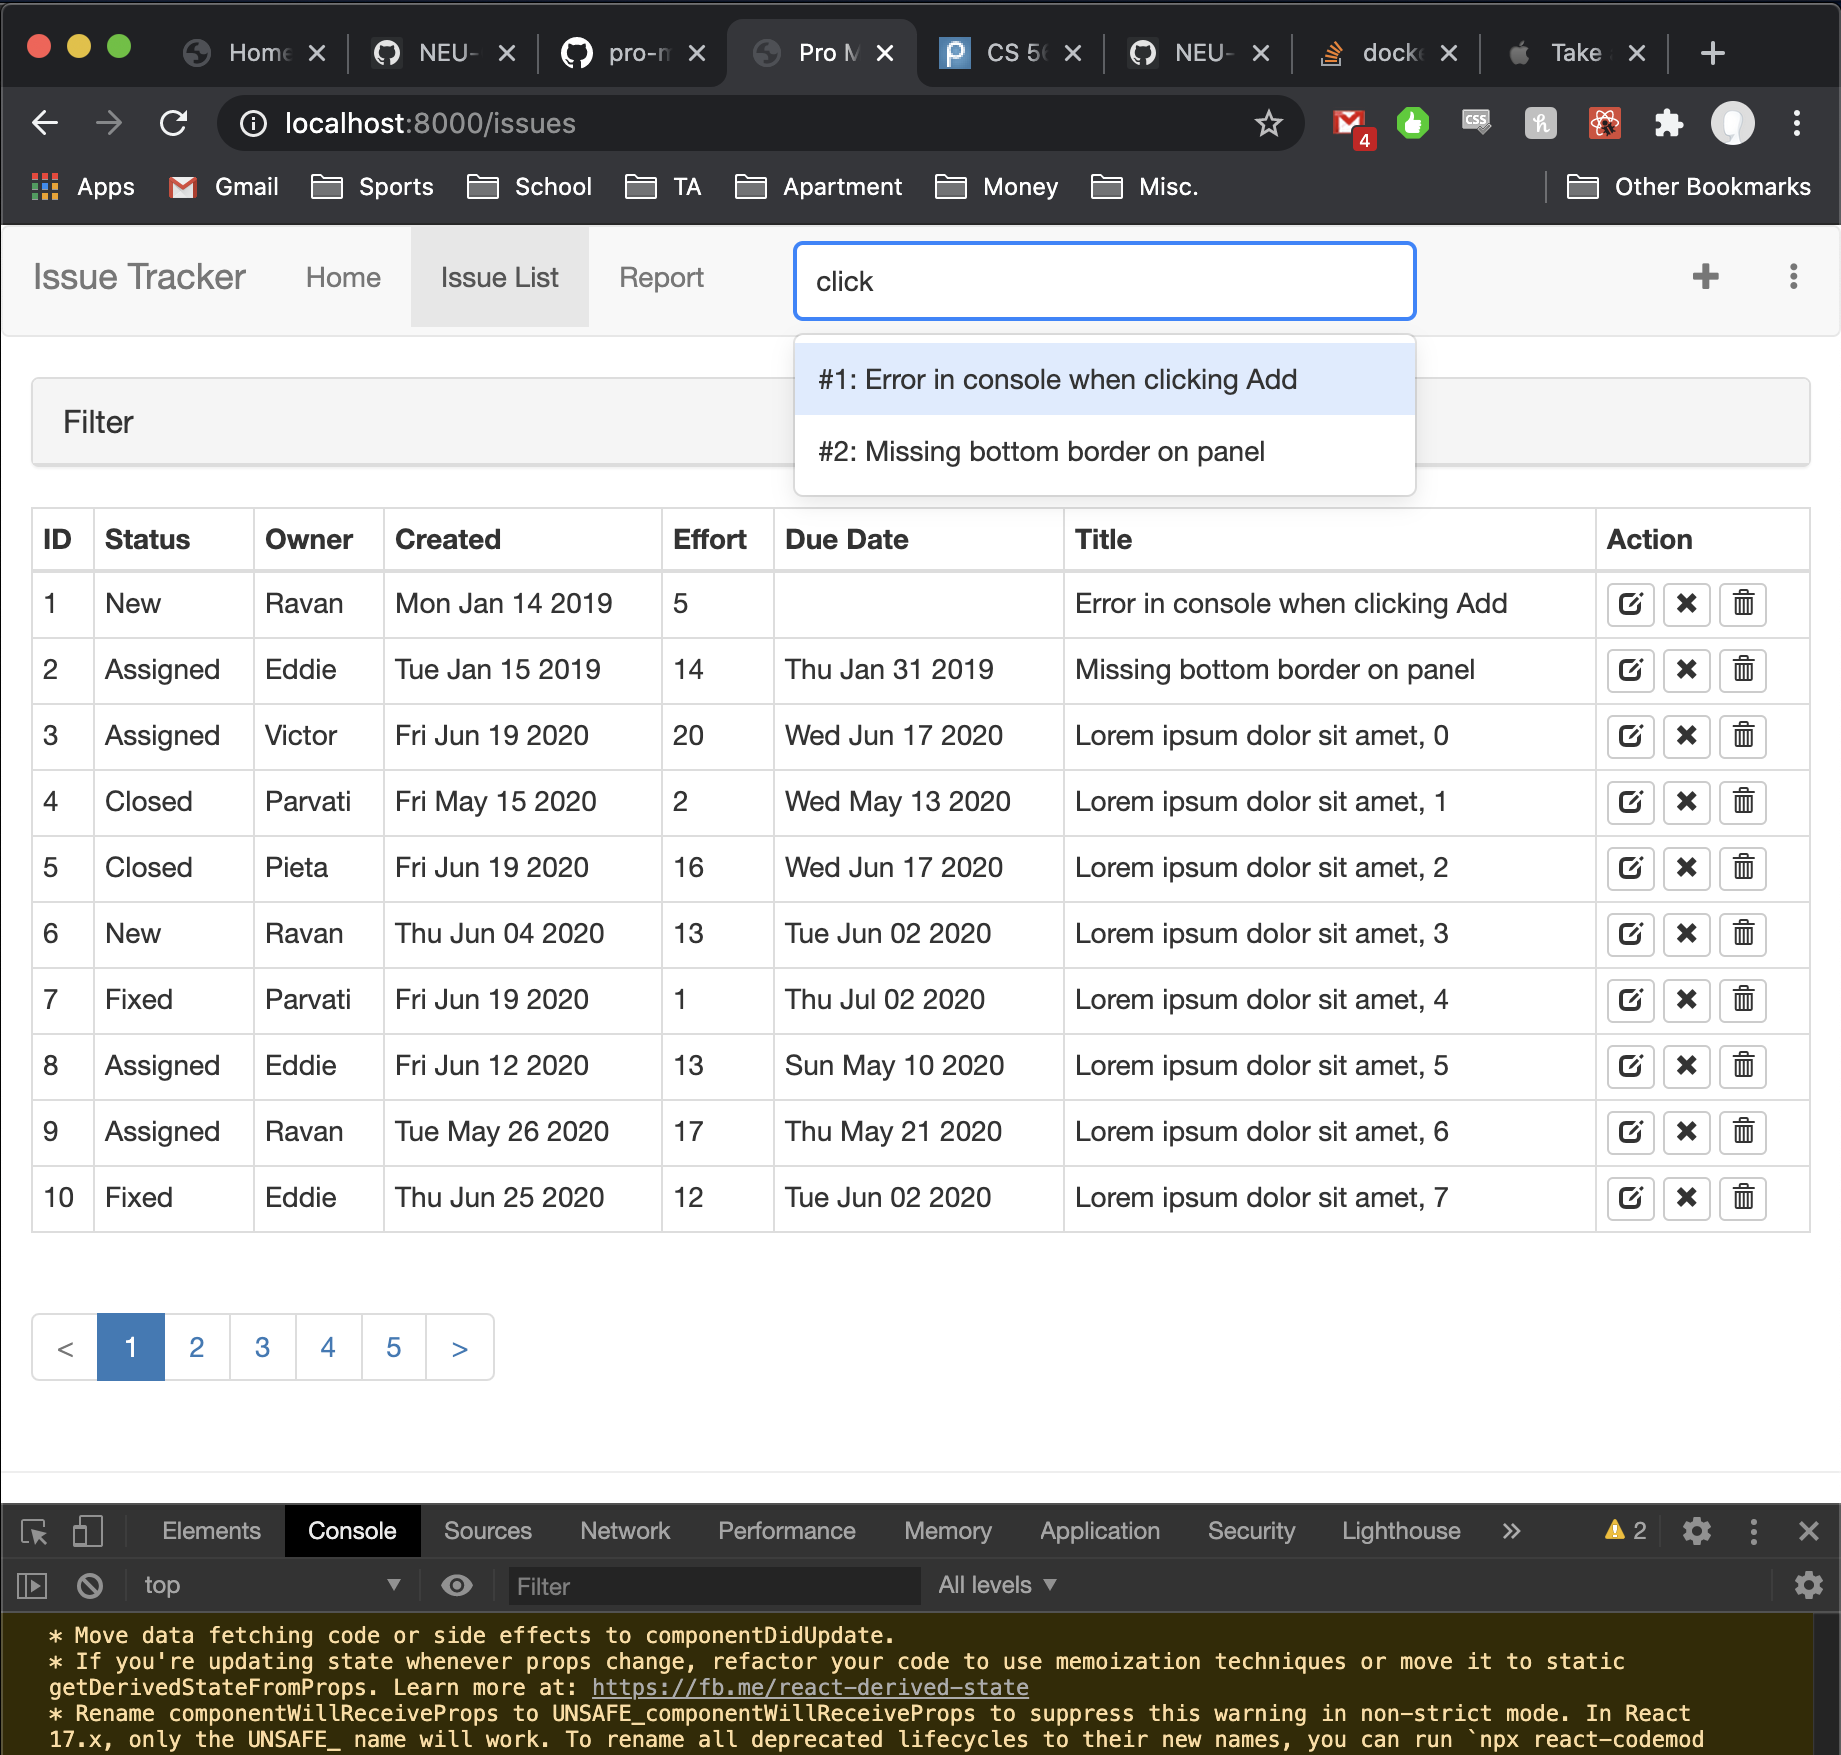 Home NEU- pro-m Pro M CS 56 NEU- docke Take
localhost:8000/issues 4
Apps Gmail Sports School TA Apartment Money Misc. Other Bookmarks
Issue Tracker Home Issue List Report click
#1: Error in console when clicking Add
Filter
#2: Missing bottom border on panel
ID Status Owner Created Effort Due Date Title Action
1 New Ravan Mon Jan 14 2019 5 Error in console when clicking Add
2 Assigned Eddie Tue Jan 15 2019 14 Thu Jan 31 2019 Missing bottom border on panel
3 Assigned Victor Fri Jun 19 2020 20 Wed Jun 17 2020 Lorem ipsum dolor sit amet, 0
4 Closed Parvati Fri May 15 2020 2 Wed May 13 2020 Lorem ipsum dolor sit amet, 1
5 Closed Pieta Fri Jun 19 2020 16 Wed Jun 17 2020 Lorem ipsum dolor sit amet, 2
6 New Ravan Thu Jun 04 2020 13 Tue Jun 02 2020 Lorem ipsum dolor sit amet, 3
7 Fixed Parvati Fri Jun 19 2020 1 Thu Jul 02 2020 Lorem ipsum dolor sit amet, 4
8 Assigned Eddie Fri Jun 12 2020 13 Sun May 10 2020 Lorem ipsum dolor sit amet, 5
9 Assigned Ravan Tue May 26 2020 17 Thu May 21 2020 Lorem ipsum dolor sit amet, 6
10 Fixed Eddie Thu Jun 25 2020 12 Tue Jun 02 2020 Lorem ipsum dolor sit amet, 7
< 1 2 3 4 5 >
Elements Console Sources Network Performance Memory Application Security Lighthouse » 2
top Filter All levels
* Move data fetching code or side effects to componentDidUpdate.
* If you're updating state whenever props change, refactor your code to use memoization techniques or move it to static
getDerivedStateFromProps. Learn more at: https://fb.me/react-derived-state
* Rename componentWillReceiveProps to UNSAFE_componentWillReceiveProps to suppress this warning in non-strict mode. In React
17.x, only the UNSAFE_ name will work. To rename all deprecated lifecycles to their new names, you can run `npx react-codemod